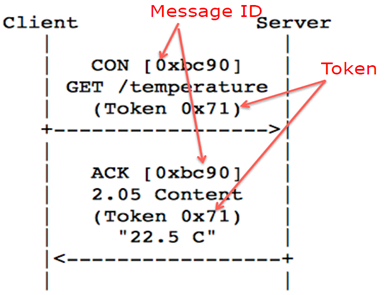 Message ID
Client Server
CON [0xbc90]
GET /temperature
Token
(Token 0x71)
+----------------->
ACK [0xbc90]
2.05 Content
(Token 0x71)
"22.5 C"
<-----------------+